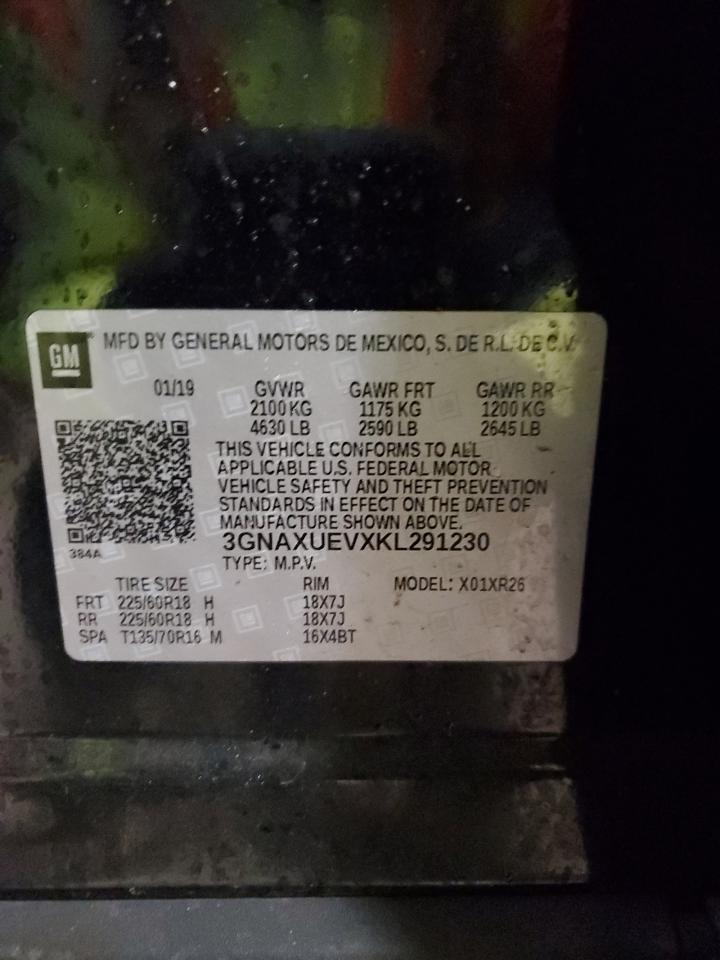 GM
MFD BY GENERAL MOTORS DE MEXICO, S. DE R.L. DE C.V.
01/19 GVWR GAWR FRT GAWR RR
2100 KG 1175 KG 1200 KG
4630 LB 2590 LB 2645 LB
THIS VEHICLE CONFORMS TO ALL
APPLICABLE U.S. FEDERAL MOTOR
VEHICLE SAFETY AND THEFT PREVENTION
STANDARDS IN EFFECT ON THE DATE OF
MANUFACTURE SHOWN ABOVE.
3GNAXUEVXKL291230
384A
TYPE: M.P.V.
TIRE SIZE RIM MODEL: X01XR26
FRT 225/60R18 H 18X7J
RR 225/60R18 H 18X7J
SPA T135/70R16 M 16X4BT